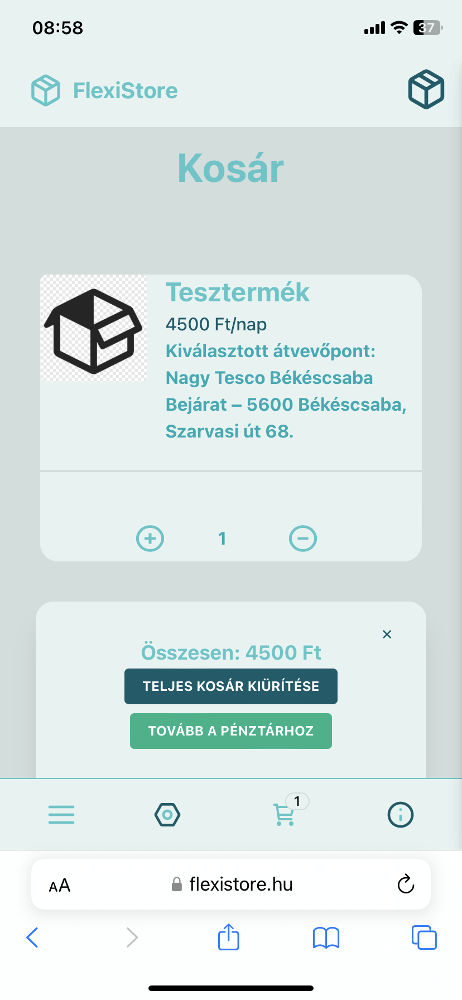 08:58
37
FlexiStore
Kosár
Tesztermék
4500 Ft/nap
Kiválasztott átvevőpont:
Nagy Tesco Békéscsaba
Bejárat – 5600 Békéscsaba,
Szarvasi út 68.
1
×
Összesen: 4500 Ft
TELJES KOSÁR KIÜRÍTÉSE
TOVÁBB A PÉNZTÁRHOZ
1
AA
flexistore.hu